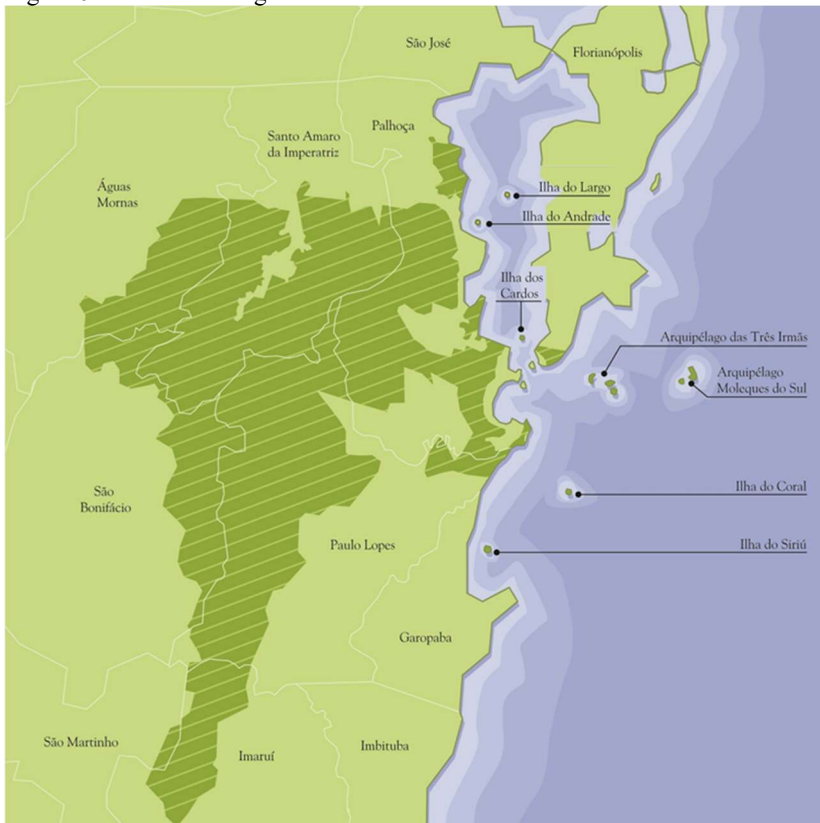 São José
Florianópolis
Palhoça
Santo Amaro
da Imperatriz
Águas
Mornas
Ilha do Largo
Ilha do Andrade
Ilha dos
Cardos
Arquipélago das Três Irmãs
Arquipélago
Moleques do Sul
São
Bonifácio
Ilha do Coral
Paulo Lopes
Ilha do Siriú
Garopaba
São Martinho
Imaruí
Imbituba